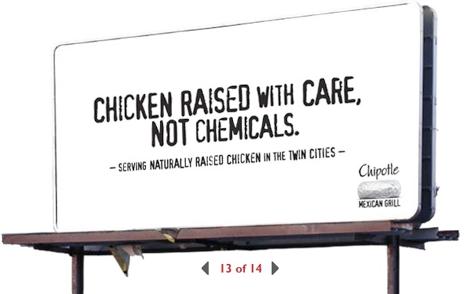 CHICKEN RAISED WITH CARE,
NOT CHEMICALS.
– SERVING NATURALLY RAISED CHICKEN IN THE TWIN CITIES –
Chipotle
MEXICAN GRILL
13 of 14